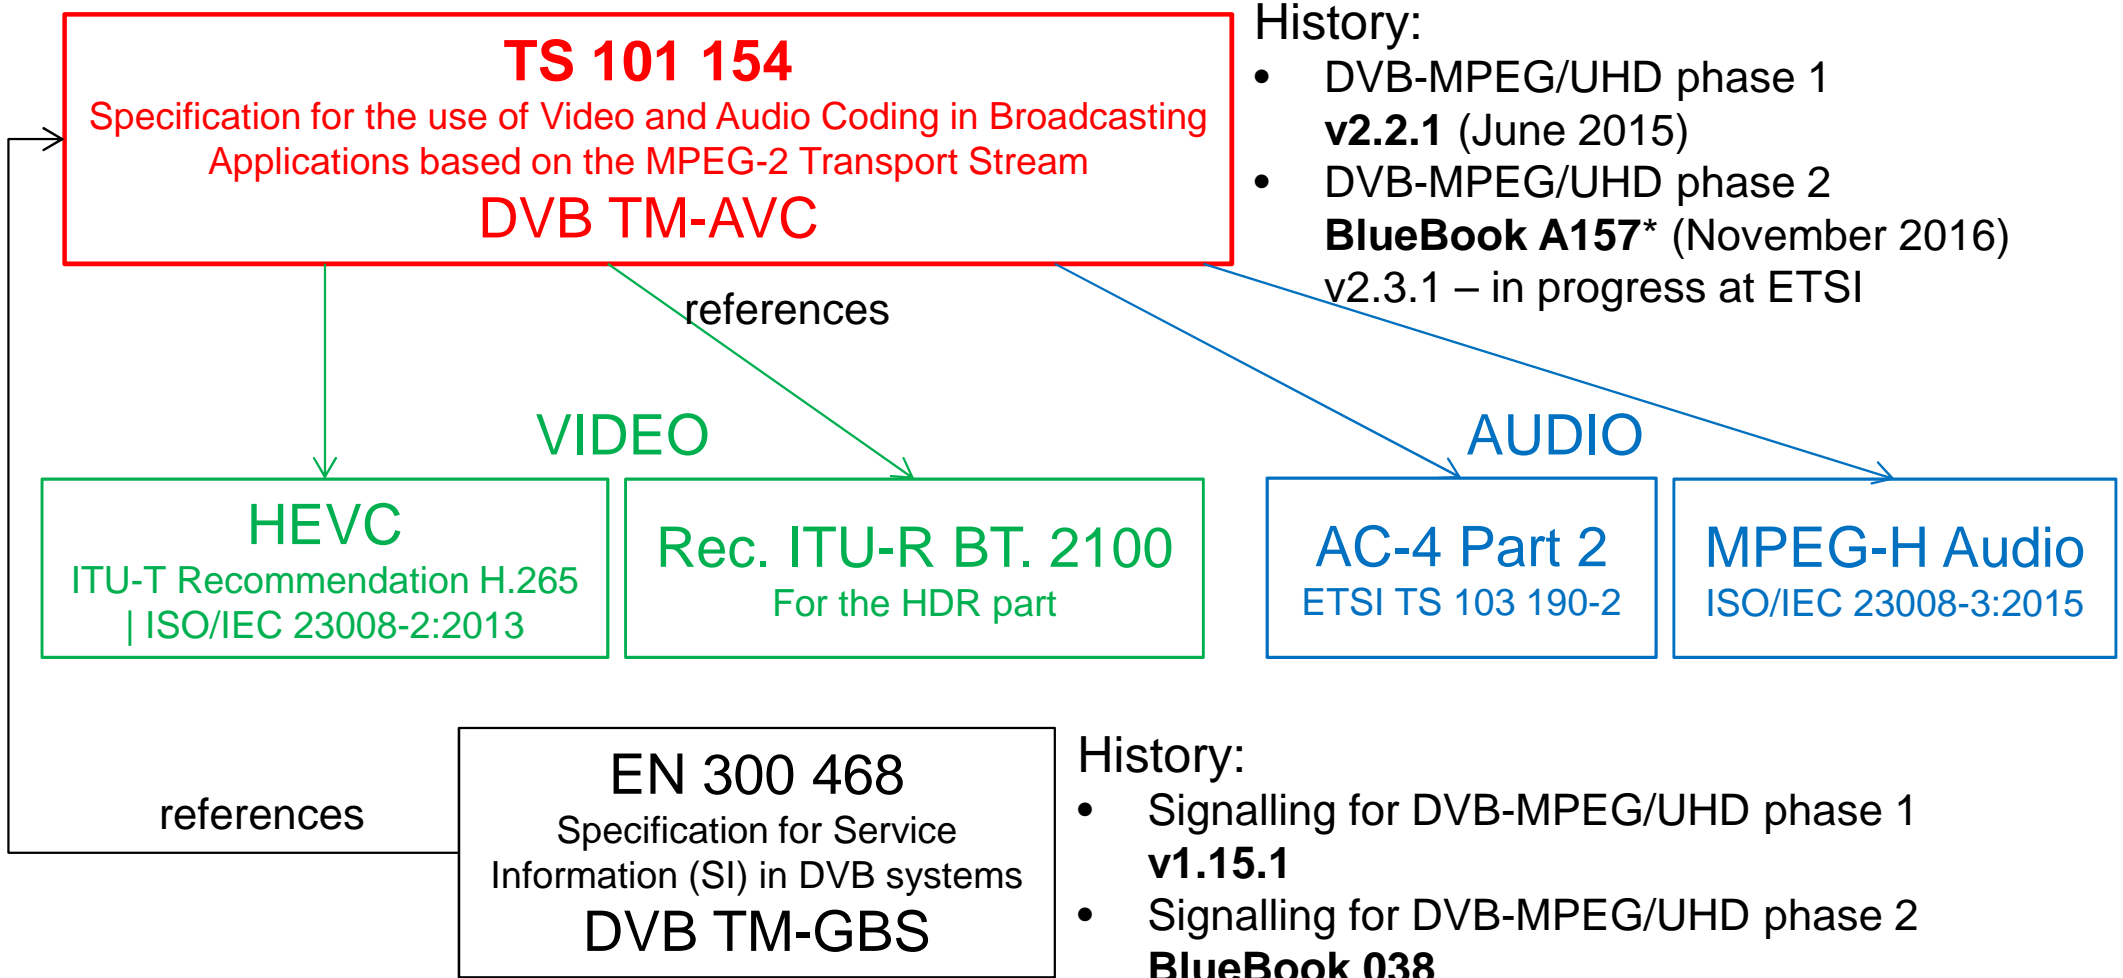 TS 101 154
Specification for the use of Video and Audio Coding in Broadcasting
Applications based on the MPEG-2 Transport Stream
DVB TM-AVC
History:
• DVB-MPEG/UHD phase 1
v2.2.1 (June 2015)
• DVB-MPEG/UHD phase 2
BlueBook A157* (November 2016)
v2.3.1 – in progress at ETSI
references
VIDEO
AUDIO
HEVC
ITU-T Recommendation H.265
| ISO/IEC 23008-2:2013
Rec. ITU-R BT. 2100
For the HDR part
AC-4 Part 2
ETSI TS 103 190-2
MPEG-H Audio
ISO/IEC 23008-3:2015
references
EN 300 468
Specification for Service
Information (SI) in DVB systems
DVB TM-GBS
History:
• Signalling for DVB-MPEG/UHD phase 1
v1.15.1
• Signalling for DVB-MPEG/UHD phase 2
BlueBook 038